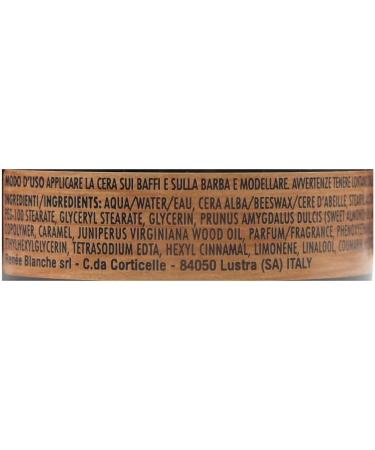 MODO D'USO APPLICARE LA CERA SUI BAFFI E SULLA BARBA E MODELLARE. AVVERTENZE TENERE
INGREDIENTI/INGREDIENTS: AQUA/WATER/EAU, CERA ALBA/BEESWAX/CIRE D'ABEILLE,
PEG-100 STEARATE, GLYCERYL STEARATE, GLYCERIN, PRUNUS AMYGDALUS DULCIS (SWEET ALMOND)
COPOLYMER, CARAMEL, JUNIPERUS VIRGINIANA WOOD OIL, PARFUM/FRAGRANCE,
ETHYLHEXYLGLYCERIN, TETRASODIUM EDTA, HEXYL CINNAMAL, LIMONENE, LINALOOL,
Renée Blanche srl - C.da Corticelle - 84050 Lustra (SA) ITALY